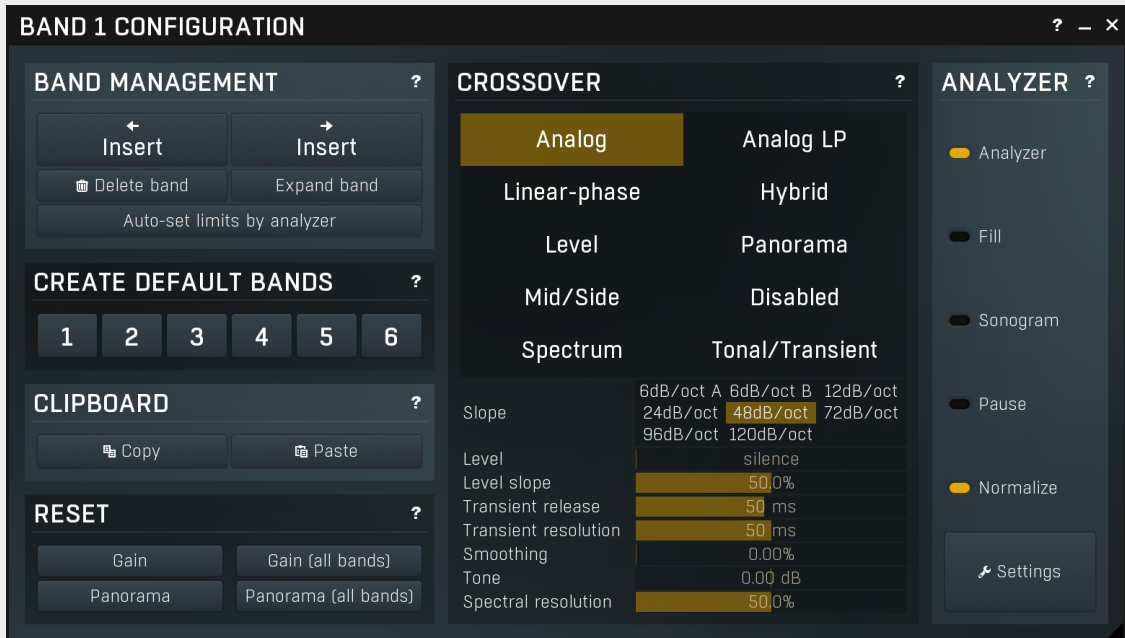 BAND 1 CONFIGURATION ?
BAND MANAGEMENT ?
Insert Insert
Delete band Expand band
Auto-set limits by analyzer
CREATE DEFAULT BANDS ?
1 2 3 4 5 6
CLIPBOARD ?
Copy Paste
RESET ?
Gain Gain (all bands)
Panorama Panorama (all bands)
CROSSOVER ?
Analog Analog LP
Linear-phase Hybrid
Level Panorama
Mid/Side Disabled
Spectrum Tonal/Transient
6dB/oct A 6dB/oct B 12dB/oct
Slope 24dB/oct 48dB/oct 72dB/oct
96dB/oct 120dB/oct
Level silence
Level slope 50.0%
Transient release 50 ms
Transient resolution 50 ms
Smoothing 0.00%
Tone 0.00 dB
Spectral resolution 50.0%
ANALYZER ?
Analyzer
Fill
Sonogram
Pause
Normalize
Settings